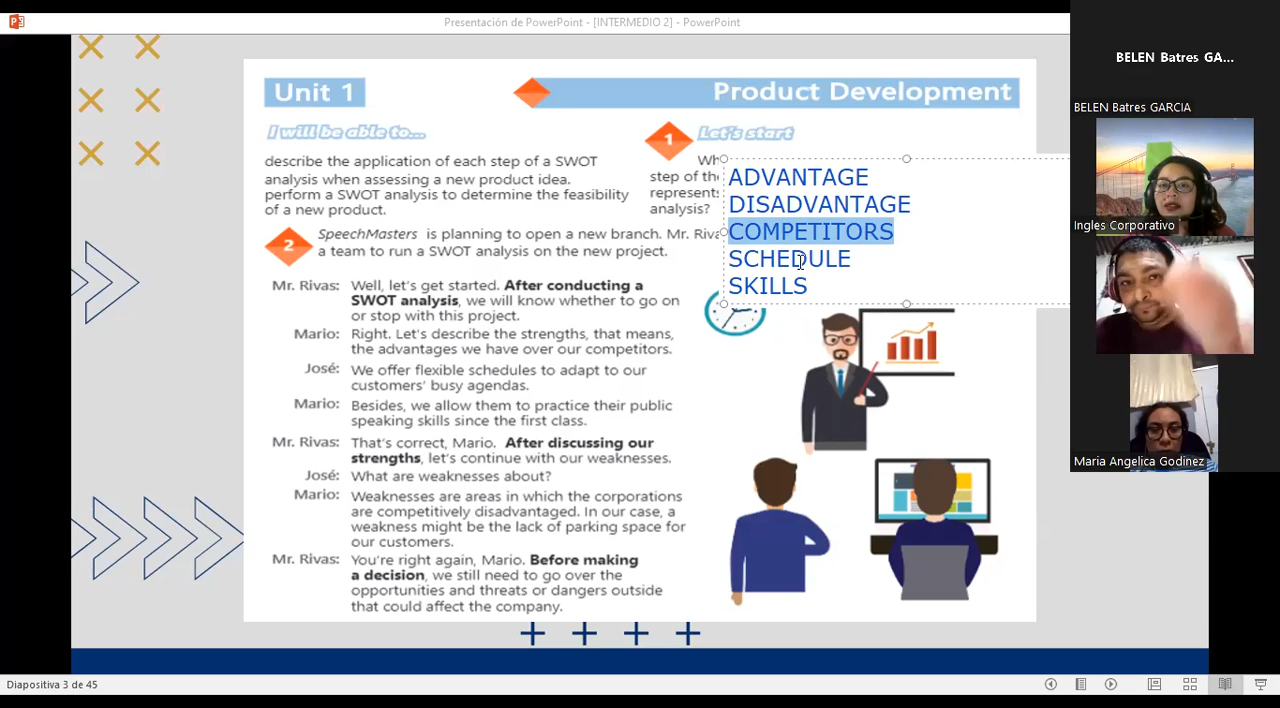 Presentación de PowerPoint - [INTERMEDIO 2] - PowerPoint
BELEN Batres GA...
BELEN Batres GARCIA
Ingles Corporativo
Maria Angelica Godinez
Unit 1
Product Development
I will be able to...
describe the application of each step of a SWOT
analysis when assessing a new product idea.
perform a SWOT analysis to determine the feasibility
of a new product.
1
Let's start
step of the
represents
analysis?
ADVANTAGE
DISADVANTAGE
COMPETITORS
SCHEDULE
SKILLS
2
SpeechMasters is planning to open a new branch. Mr. Riva
a team to run a SWOT analysis on the new project.
Mr. Rivas: Well, let's get started. After conducting a
SWOT analysis, we will know whether to go on
or stop with this project.
Mario: Right. Let's describe the strengths, that means,
the advantages we have over our competitors.
José: We offer flexible schedules to adapt to our
customers' busy agendas.
Mario: Besides, we allow them to practice their public
speaking skills since the first class.
Mr. Rivas: That's correct, Mario. After discussing our
strengths, let's continue with our weaknesses.
José: What are weaknesses about?
Mario: Weaknesses are areas in which the corporations
are competitively disadvantaged. In our case, a
weakness might be the lack of parking space for
our customers.
Mr. Rivas: You're right again, Mario. Before making
a decision, we still need to go over the
opportunities and threats or dangers outside
that could affect the company.
Diapositiva 3 de 45